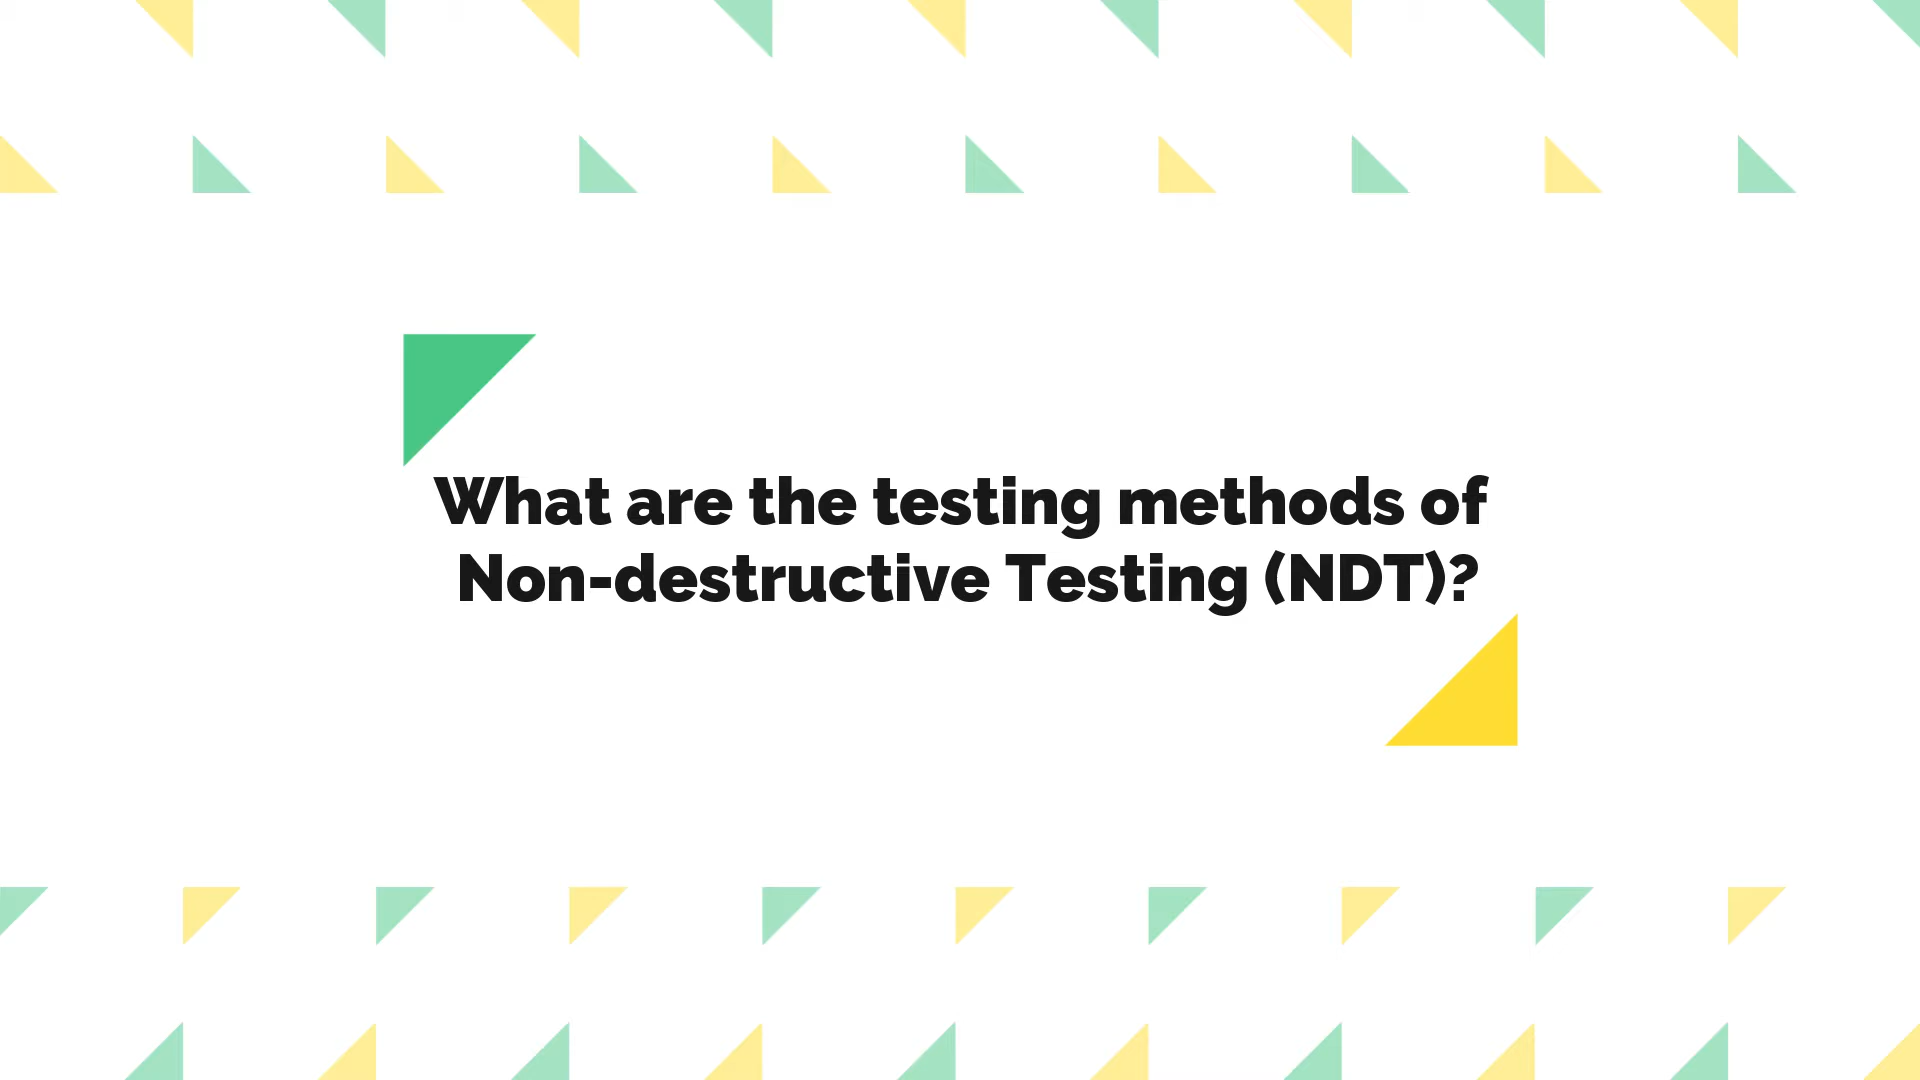 What are the testing methods of
Non-destructive Testing (NDT)?